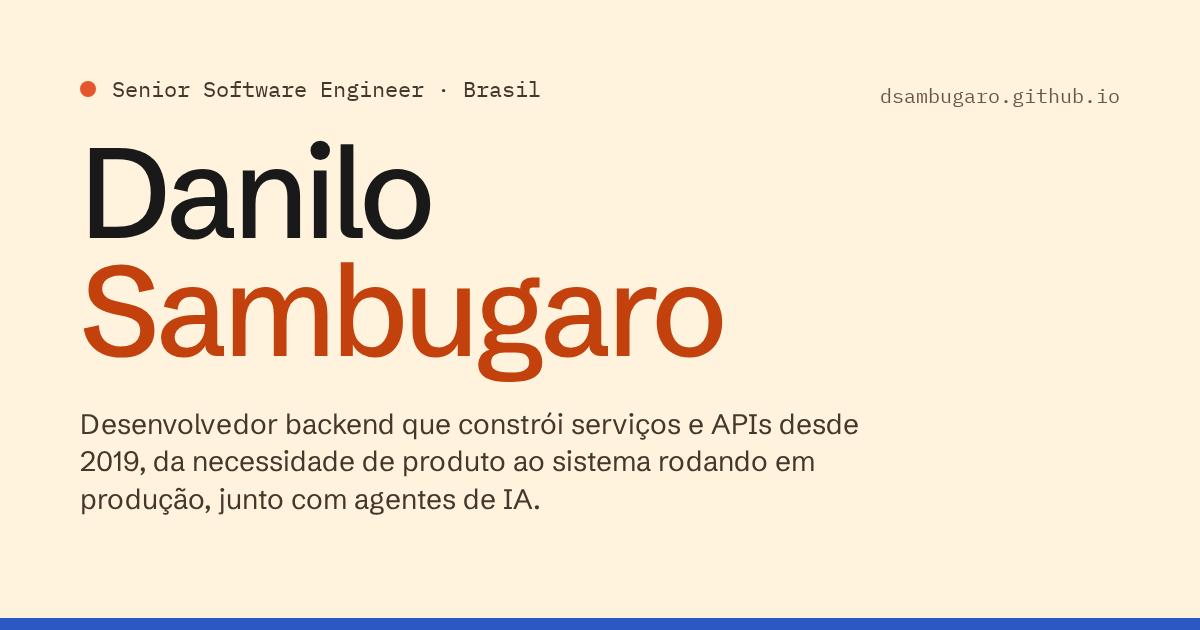 Senior Software Engineer · Brasil
dsambugaro.github.io
Danilo
Sambugaro
Desenvolvedor backend que constrói serviços e APIs desde
2019, da necessidade de produto ao sistema rodando em
produção, junto com agentes de IA.